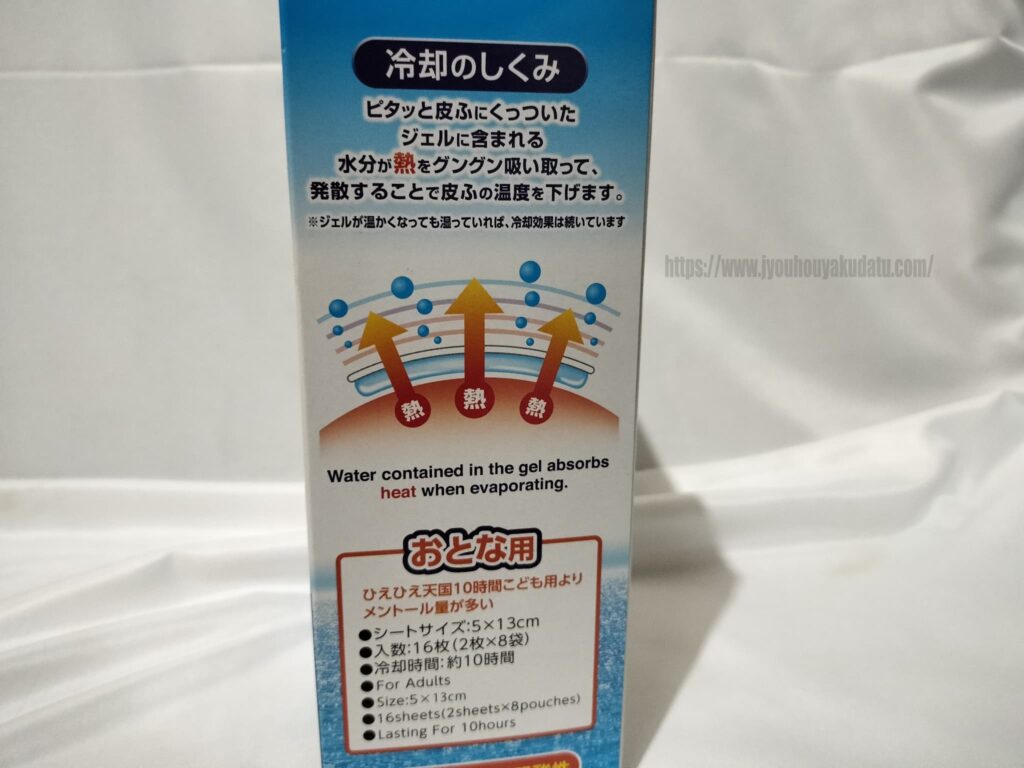 冷却のしくみ
ピタッと皮ふにくっついた
ジェルに含まれる
水分が熱をグングン吸い取って、
発散することで皮ふの温度を下げます。
※ジェルが温かくなっても湿っていれば、冷却効果は続いています
https://www.jyouhouyakudatu.com/
熱
熱
熱
Water contained in the gel absorbs
heat when evaporating.
おとな用
ひえひえ天国10時間こども用より
メントール量が多い
●シートサイズ:5×13cm
●入数:16枚(2枚×8袋)
●冷却時間:約10時間
●For Adults
●Size:5×13cm
●16sheets(2sheets×8pouches)
●Lasting For 10hours